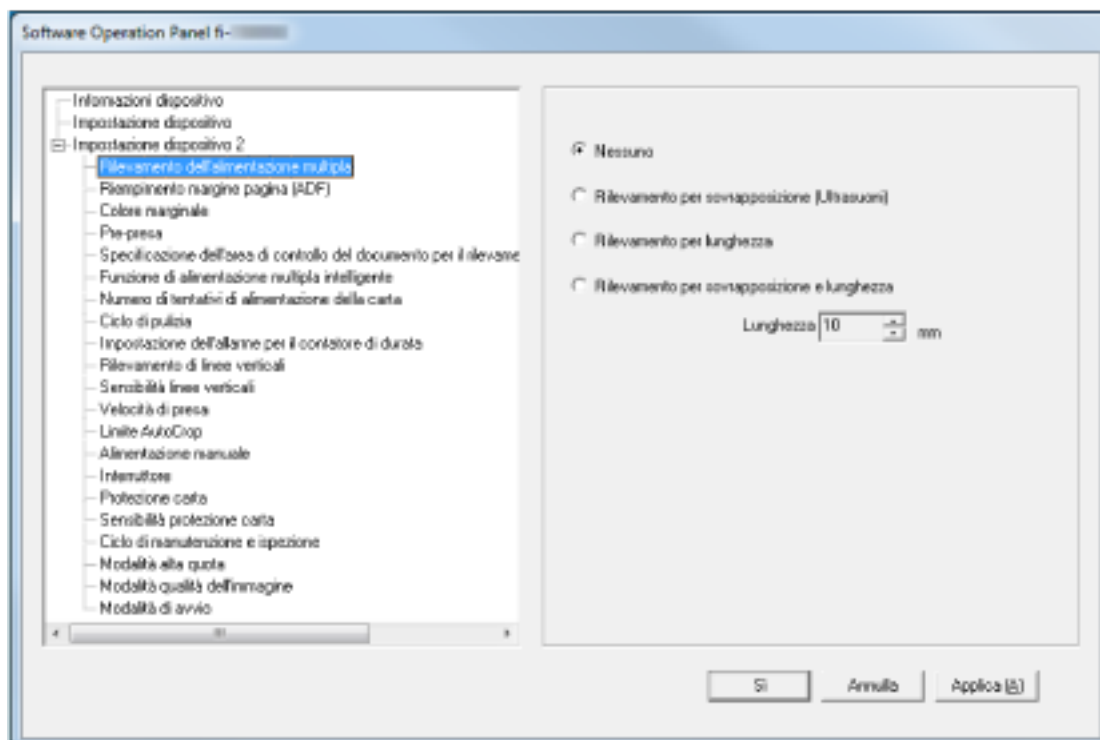 Software Operation Panel fi-
Informazioni dispositivo
Impostazione dispositivo
Impostazione dispositivo 2
Rilevamento dell'alimentazione multipla
Riempimento margine pagina (ADF)
Colore marginale
Pre-presa
Specificazione dell'area di controllo del documento per il rilevame
Funzione di alimentazione multipla intelligente
Numero di tentativi di alimentazione della carta
Ciclo di pulizia
Impostazione dell'allarme per il contatore di durata
Rilevamento di linee verticali
Sensibilità linee verticali
Velocità di presa
Limite AutoCrop
Alimentazione manuale
Interruttore
Protezione carta
Sensibilità protezione carta
Ciclo di manutenzione e ispezione
Modalità alta quota
Modalità qualità dell'immagine
Modalità di avvio
Nessuno
Rilevamento per sovrapposizione (Ultrasuoni)
Rilevamento per lunghezza
Rilevamento per sovrapposizione e lunghezza
Lunghezza 10 mm
Sì Annulla Applica (A)